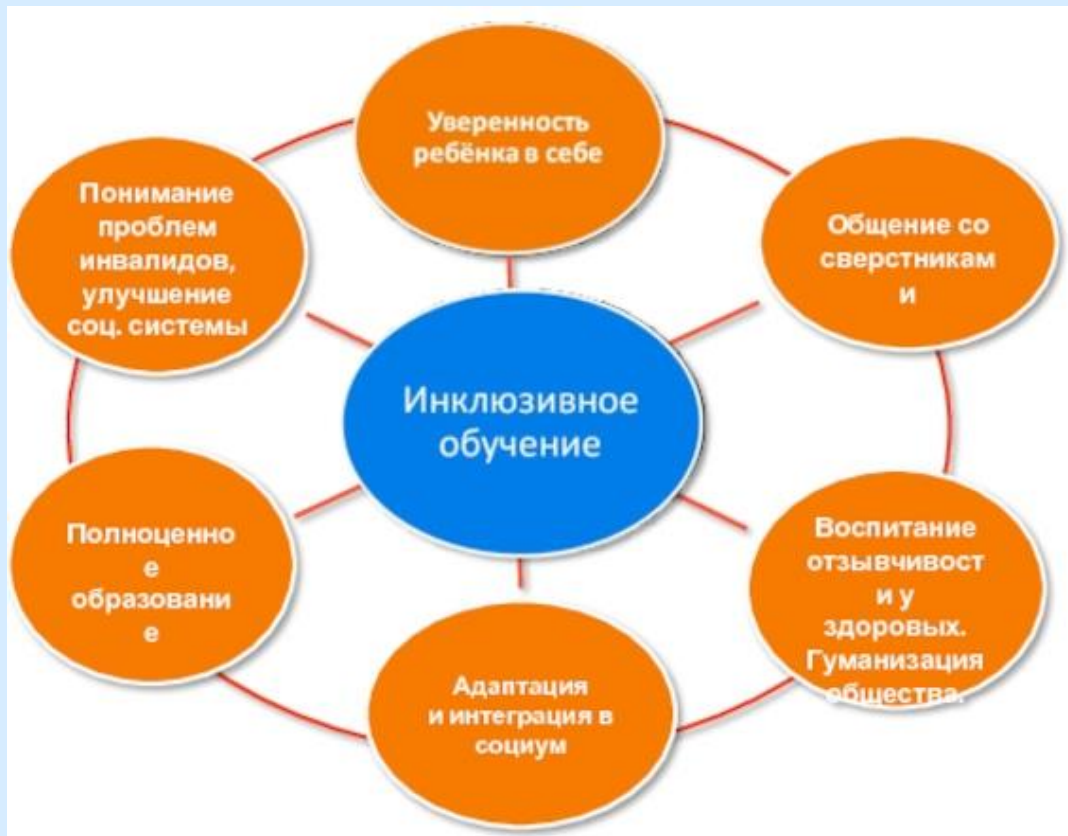 Уверенность
ребёнка в себе
Общение со
сверстникам
и
Воспитание
отзывчивост
и у
здоровых.
Гуманизация
общества.
Адаптация
и интеграция в
социум
Полноценно
е
образовани
е
Понимание
проблем
инвалидов,
улучшение
соц. системы
Инклюзивное
обучение